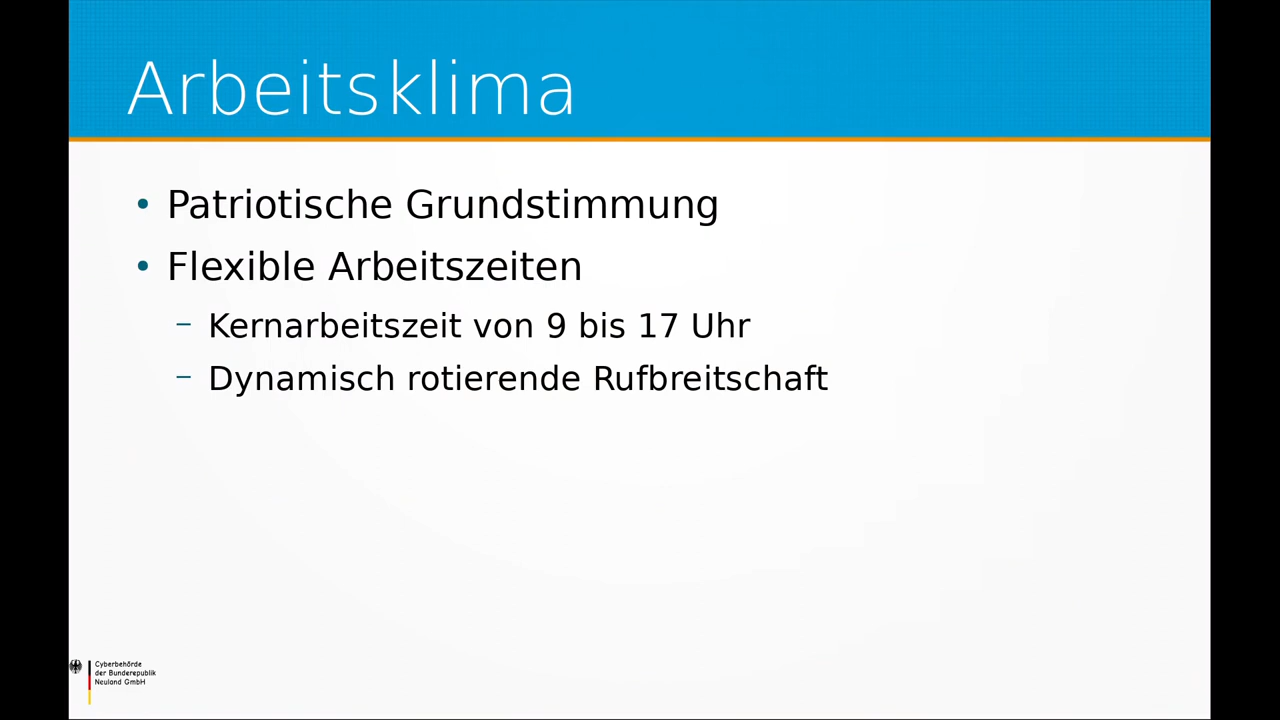 Arbeitsklima
• Patriotische Grundstimmung
• Flexible Arbeitszeiten
– Kernarbeitszeit von 9 bis 17 Uhr
– Dynamisch rotierende Rufbreitschaft
Cyberbehörde
der Bunderepublik
Neuland GmbH